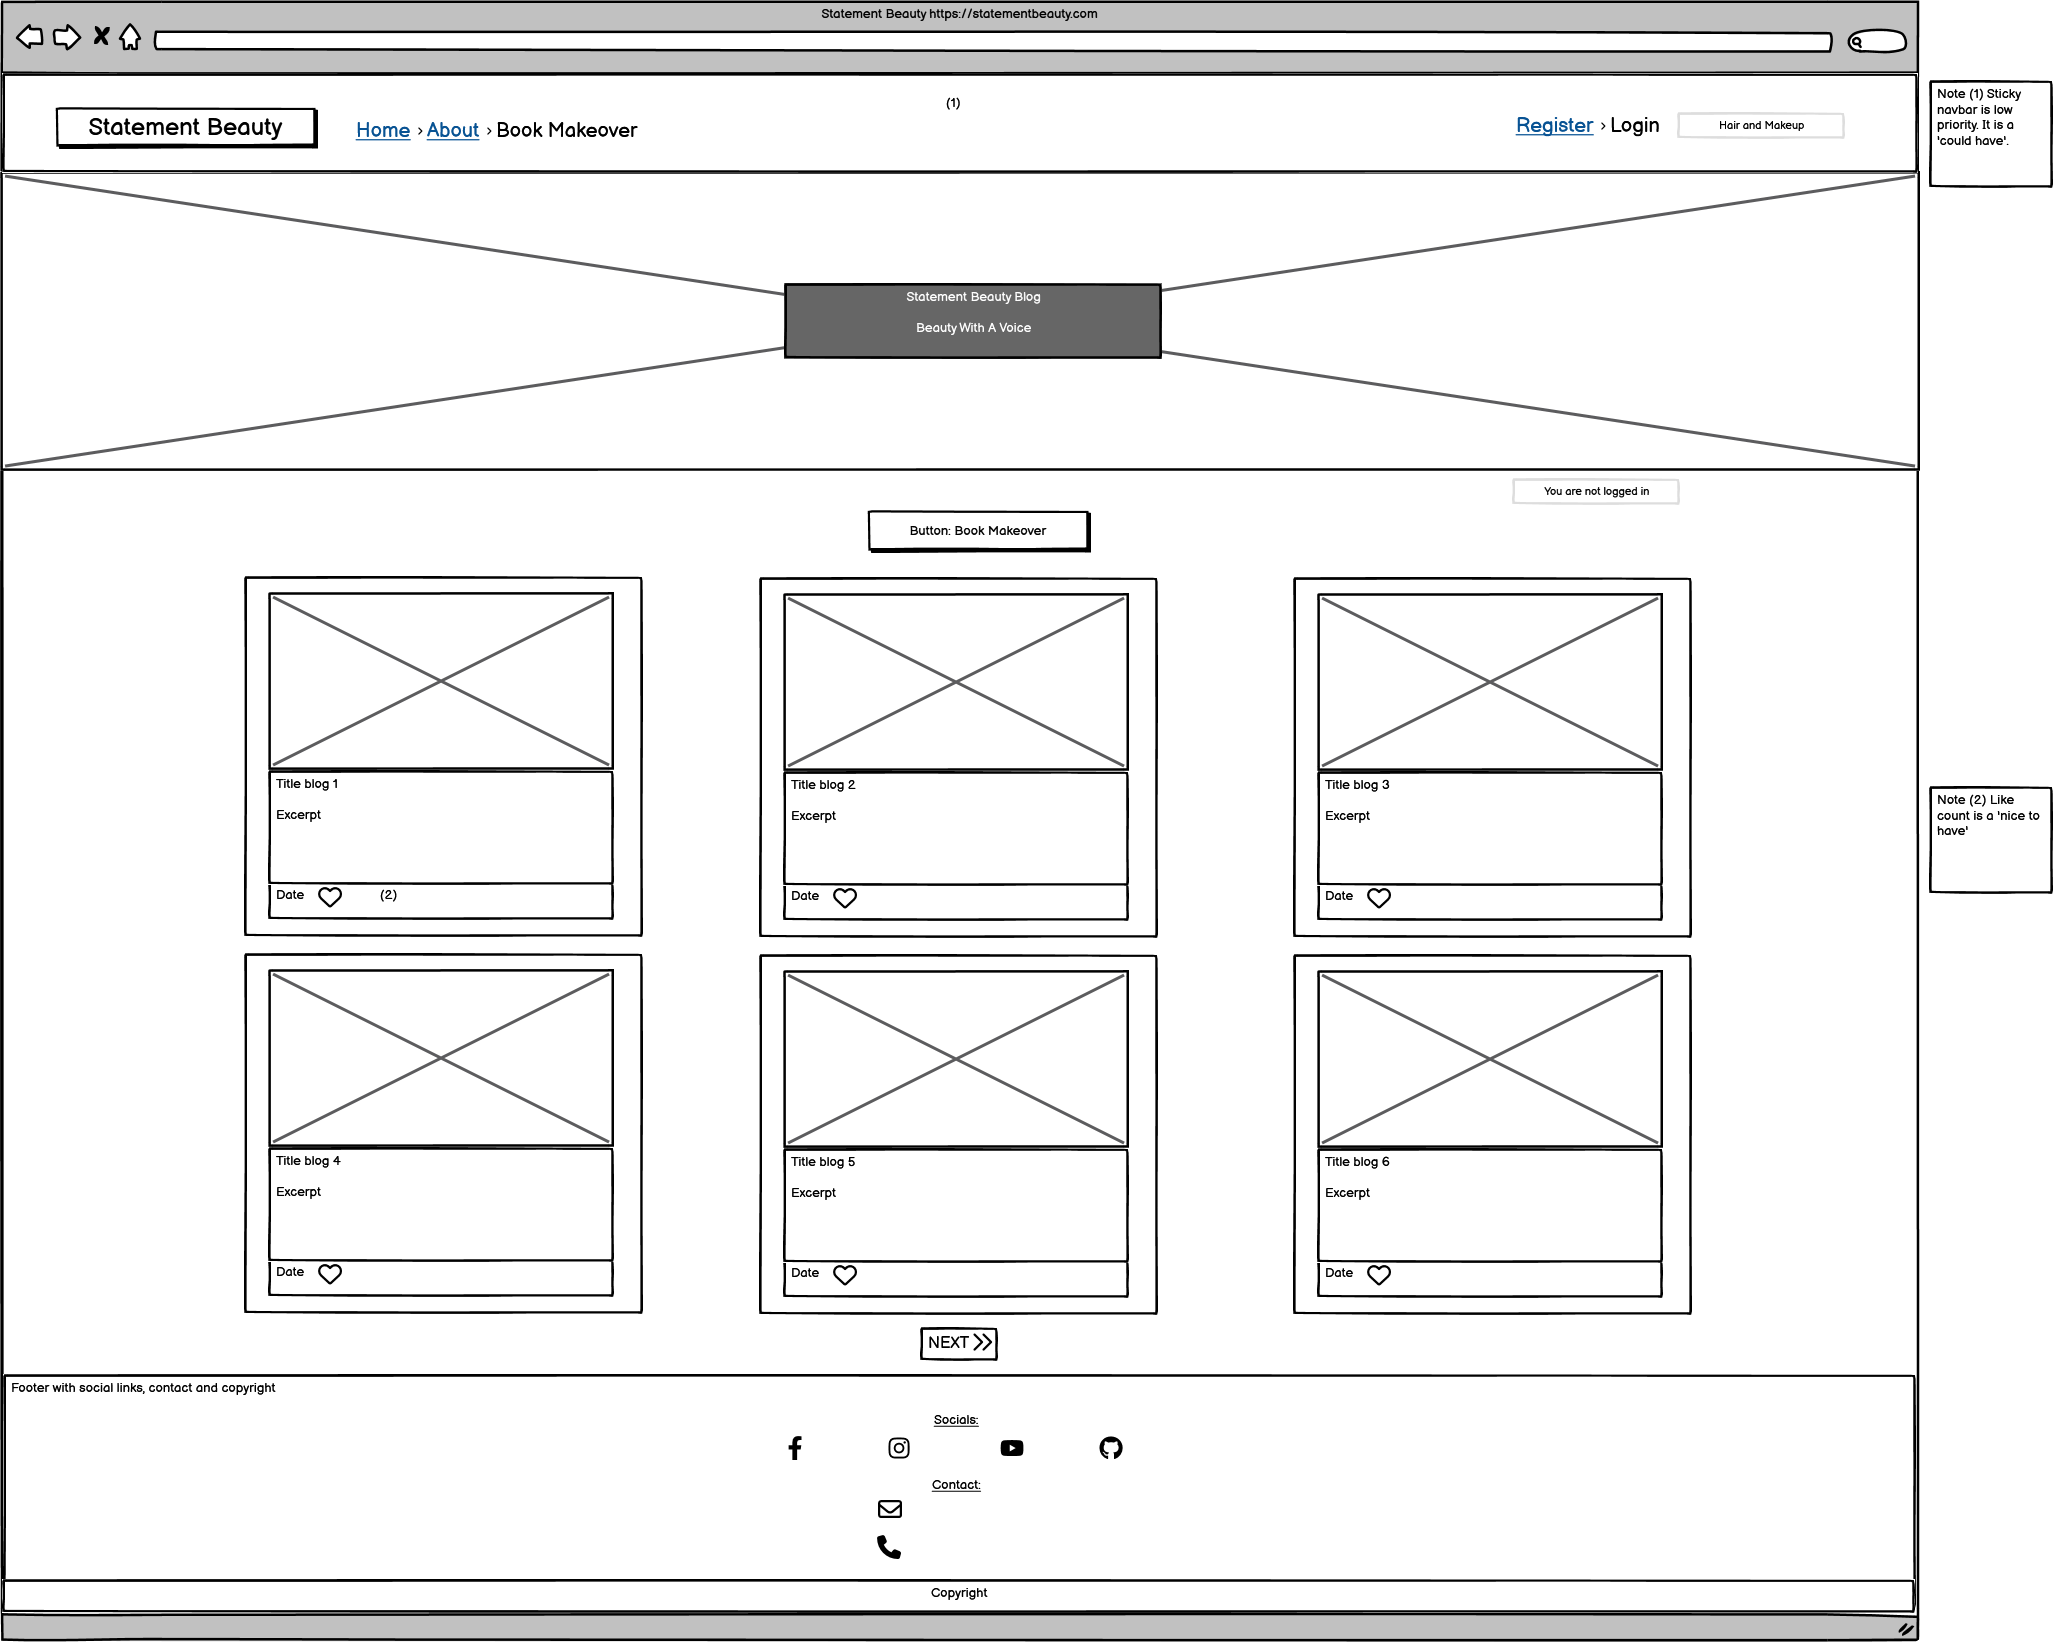 Statement Beauty https://statementbeauty.com
(1)
Statement Beauty
Home › About › Book Makeover
Register › Login
Hair and Makeup
Note (1) Sticky
navbar is low
priority. It is a
'could have'.
Statement Beauty Blog
Beauty With A Voice
You are not logged in
Button: Book Makeover
Title blog 1
Excerpt
Date
(2)
Title blog 2
Excerpt
Date
Title blog 3
Excerpt
Date
Note (2) Like
count is a 'nice to
have'
Title blog 4
Excerpt
Date
Title blog 5
Excerpt
Date
Title blog 6
Excerpt
Date
NEXT
Footer with social links, contact and copyright
Socials:
Contact:
Copyright